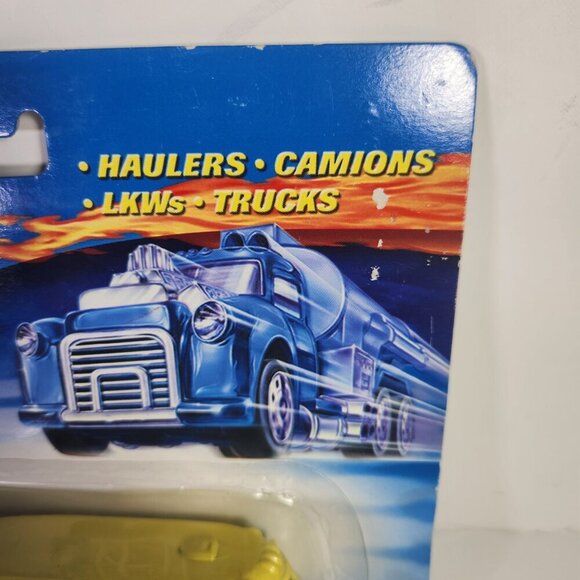 • HAULERS • CAMIONS
• LKWs • TRUCKS